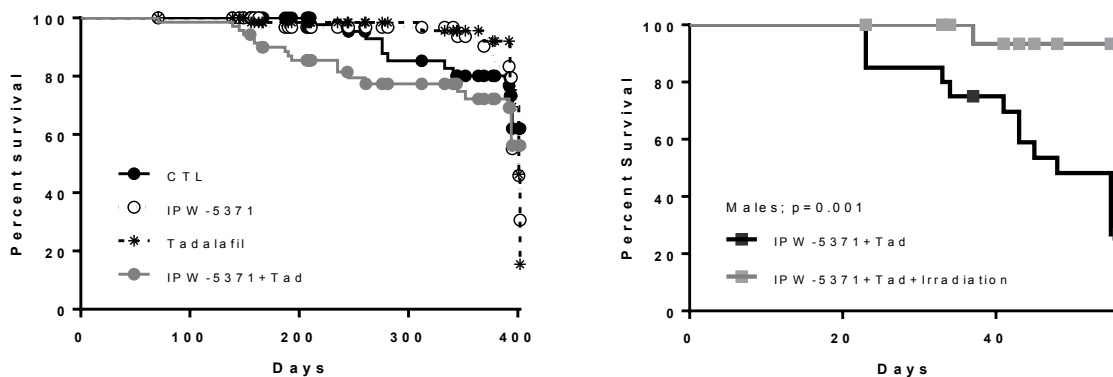 100
80
60
40
20
0
Percent survival
CTL
IPW-5371
Tadalafil
IPW-5371+Tad
0
100
200
300
400
Days
100
80
60
40
20
0
Percent Survival
Males; p=0.001
IPW-5371+Tad
IPW-5371+Tad+Irradiation
0
20
40
Days